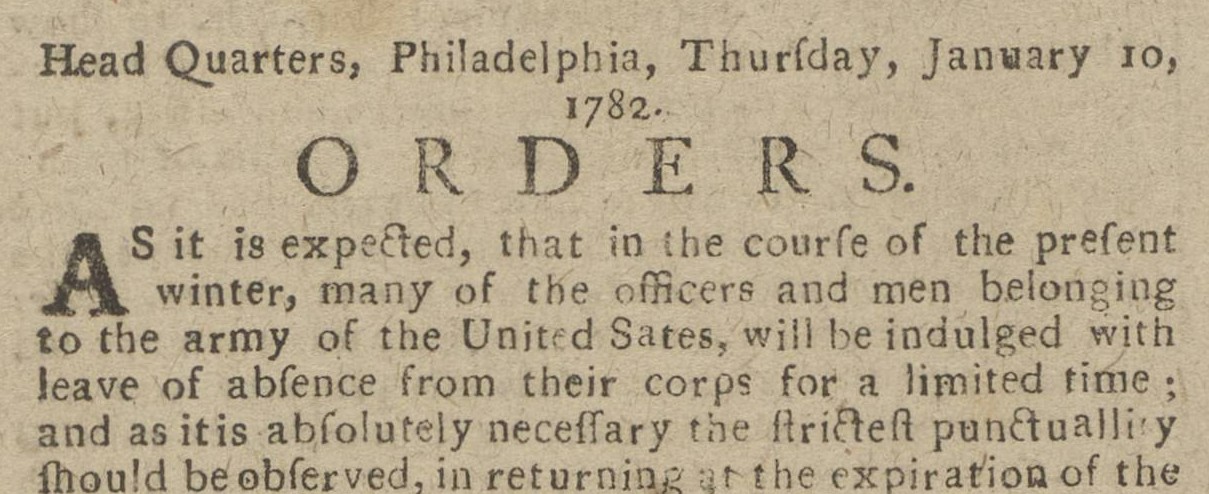 Head Quarters, Philadelphia, Thurſday, January 10,
1782.
ORDERS.
AS it is expected, that in the courſe of the preſent
winter, many of the officers and men belonging
to the army of the United Sates, will be indulged with
leave of abſence from their corps for a limited time ;
and as it is abſolutely neceſſary the ſtricteſt punctuallity
ſhould be obſerved, in returning at the expiration of the